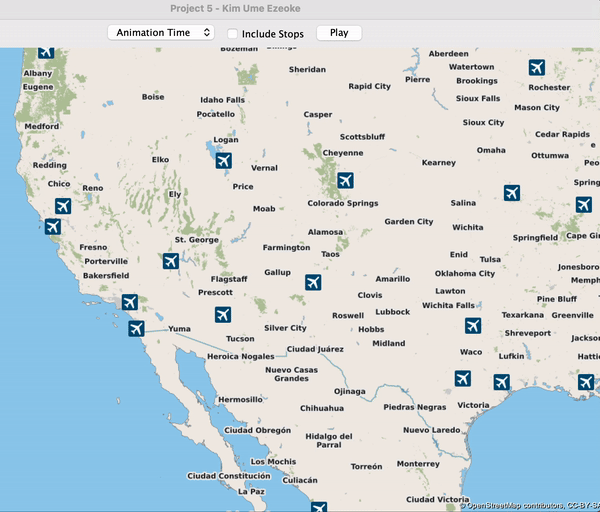 Project 5 - Kim Ume Ezeoke
Animation Time
Include Stops
Play
Bozeman
Aberdeen
Albany
Sheridan
Watertown
Eugene
Rapid City
Pierre
Brookings
Rochester
Boise
Idaho Falls
Sioux Falls
Mason City
Pocatello
Casper
Medford
Sioux City
Logan
Scottsbluff
Cedar Rapids
Redding
Elko
Vernal
Cheyenne
Kearney
Omaha
Ottumwa
Chico
Reno
Ely
Price
Moab
Colorado Springs
Salina
Garden City
Wichita
Springfield
St. George
Alamosa
Fresno
Farmington
Taos
Enid
Tulsa
Porterville
Bakersfield
Gallup
Flagstaff
Amarillo
Oklahoma City
Prescott
Clovis
Lawton
Pine Bluff
Wichita Falls
Roswell
Lubbock
Texarkana
Greenville
Yuma
Silver City
Hobbs
Shreveport
Tucson
Midland
Heroica Nogales
Ciudad Juárez
Waco
Lufkin
Nuevo Casas
Grandes
Ojinaga
Hermosillo
Chihuahua
Piedras Negras
Victoria
Ciudad Obregón
Hidalgo del
Parral
Nuevo Laredo
Los Mochis
Torreón
Monterrey
Ciudad Constitución
Culiacán
La Paz
Ciudad Victoria
© OpenStreetMap contributors, CC-BY-SA